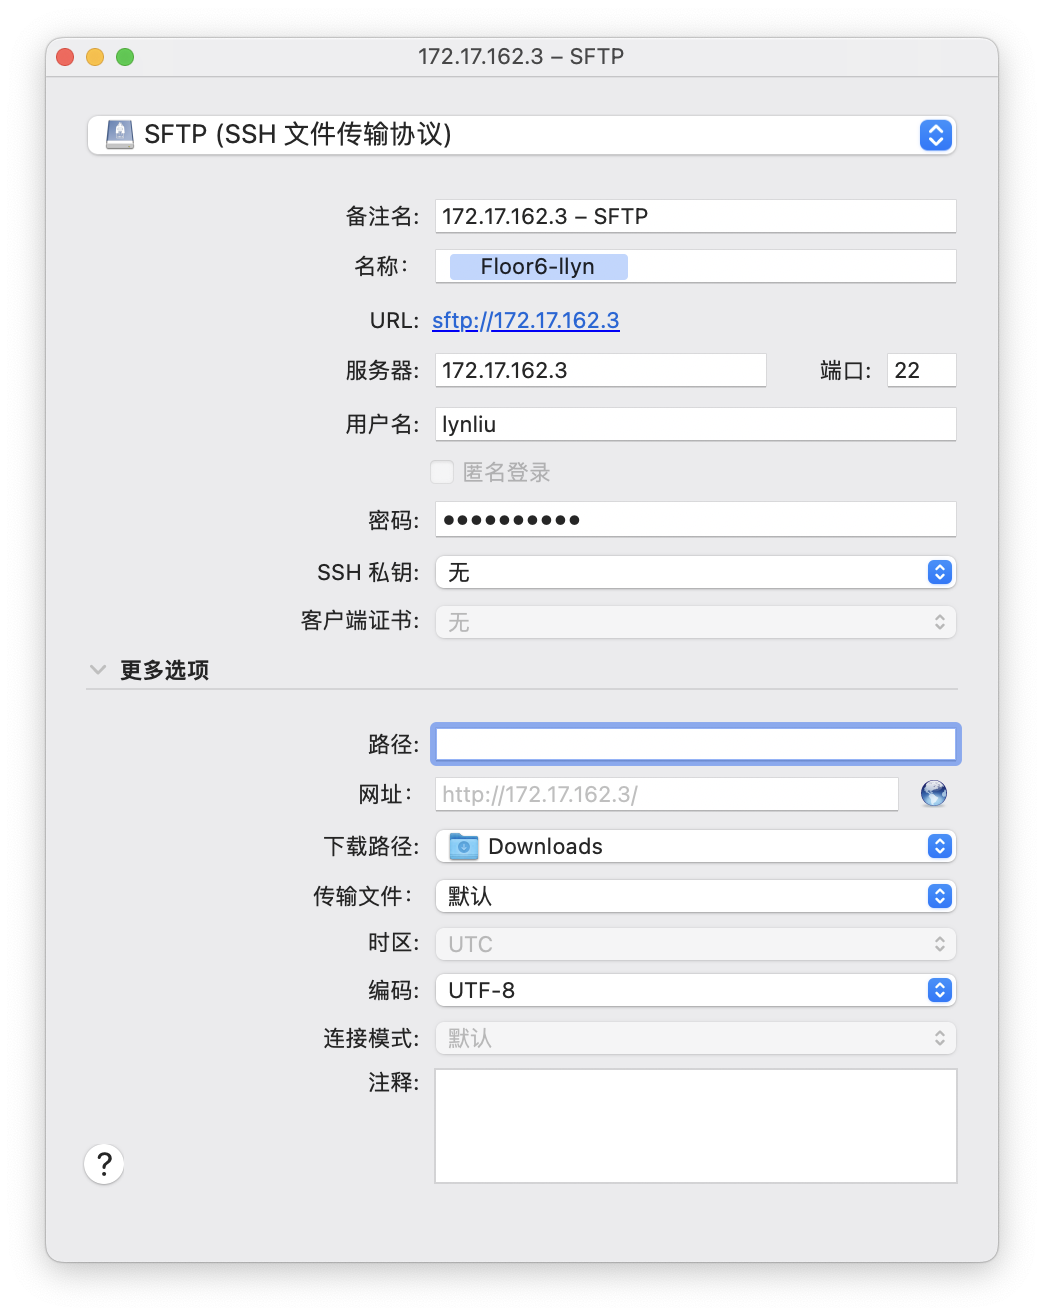 172.17.162.3 – SFTP
SFTP (SSH 文件传输协议)
备注名: 172.17.162.3 – SFTP
名称: Floor6-llyn
URL: sftp://172.17.162.3
服务器: 172.17.162.3 端口: 22
用户名: lynliu
匿名登录
密码: ••••••••••
SSH 私钥: 无
客户端证书: 无
更多选项
路径:
网址: http://172.17.162.3/
下载路径: Downloads
传输文件: 默认
时区: UTC
编码: UTF-8
连接模式: 默认
注释:
?